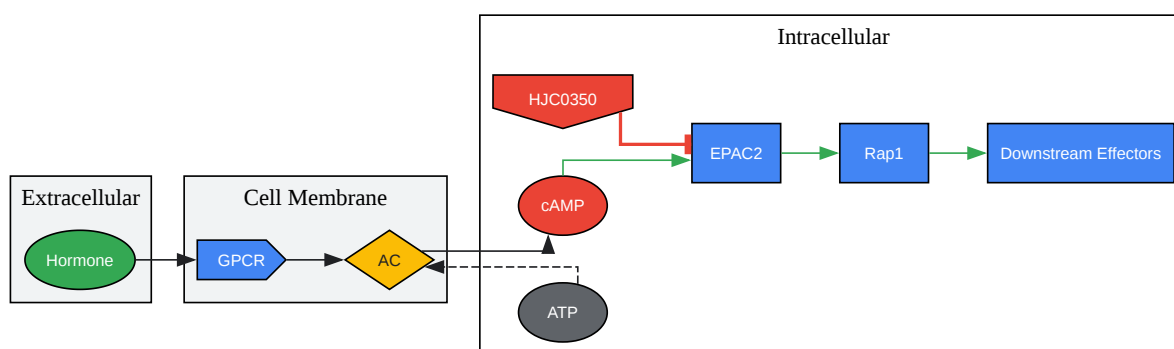 Intracellular
HJC0350
EPAC2
Rap1
Downstream Effectors
Extracellular
Cell Membrane
cAMP
Hormone
GPCR
AC
ATP